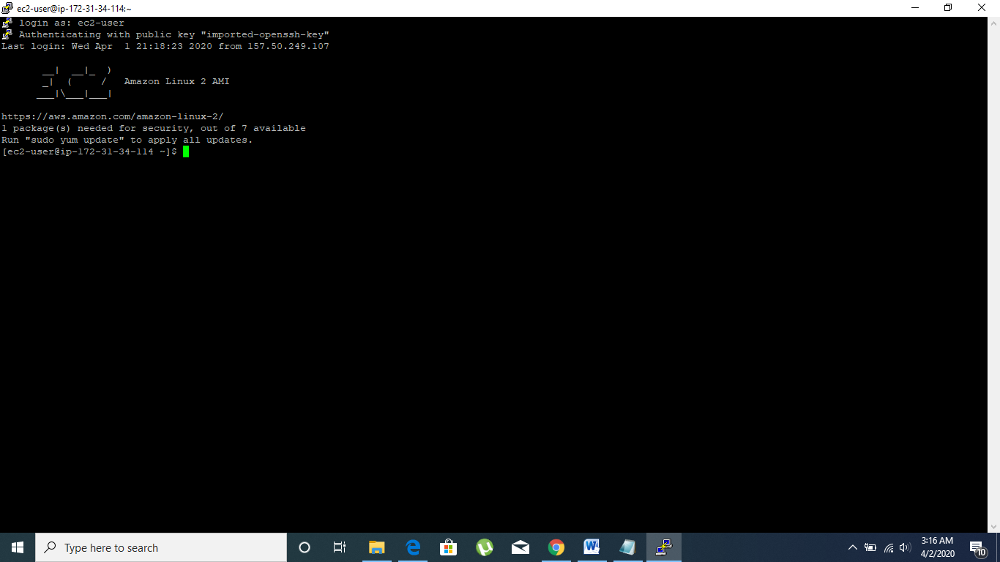 ec2-user@ip-172-31-34-114:~
login as: ec2-user
Authenticating with public key "imported-openssh-key"
Last login: Wed Apr  1 21:18:23 2020 from 157.50.249.107
       __|  __|_  )
       _|  (     /   Amazon Linux 2 AMI
      ___|\___|___|
https://aws.amazon.com/amazon-linux-2/
1 package(s) needed for security, out of 7 available
Run "sudo yum update" to apply all updates.
[ec2-user@ip-172-31-34-114 ~]$
Type here to search
3:16 AM
4/2/2020
10